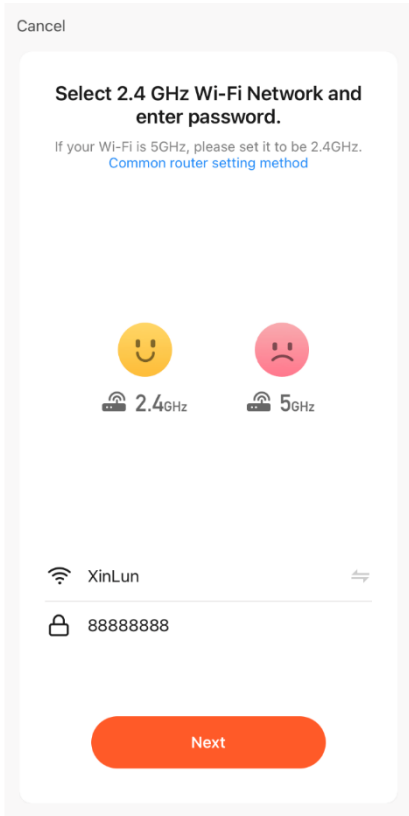 Cancel
Select 2.4 GHz Wi-Fi Network and
enter password.
If your Wi-Fi is 5GHz, please set it to be 2.4GHz.
Common router setting method
2.4GHz
5GHz
XinLun
88888888
Next